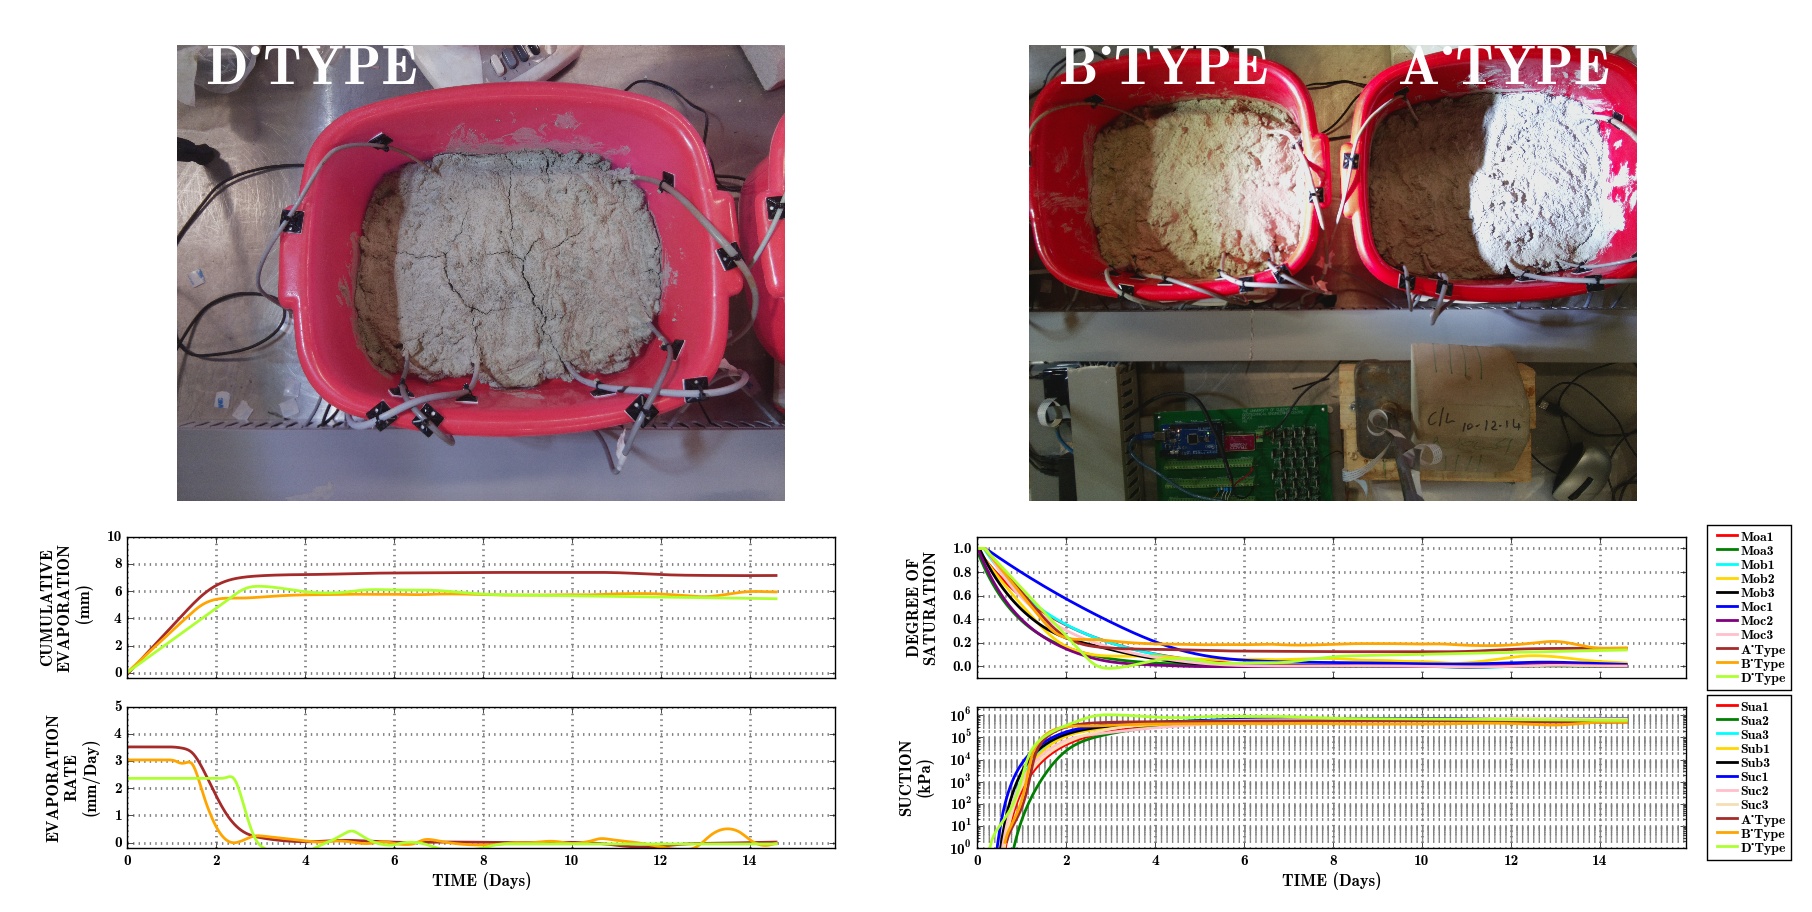 D'TYPE
B'TYPE
A'TYPE
C/L 10-12-14
CUMULATIVE
EVAPORATION
(mm)
10
8
6
4
2
0
EVAPORATION
RATE
(mm/Day)
5
4
3
2
1
0
0 2 4 6 8 10 12 14
TIME (Days)
DEGREE OF
SATURATION
1.0
0.8
0.6
0.4
0.2
0.0
Moa1
Moa3
Mob1
Mob2
Mob3
Moc1
Moc2
Moc3
A'Type
B'Type
D'Type
SUCTION
(kPa)
10⁶
10⁵
10⁴
10³
10²
10¹
10⁰
0 2 4 6 8 10 12 14
TIME (Days)
Sua1
Sua2
Sua3
Sub1
Sub3
Suc1
Suc2
Suc3
A'Type
B'Type
D'Type